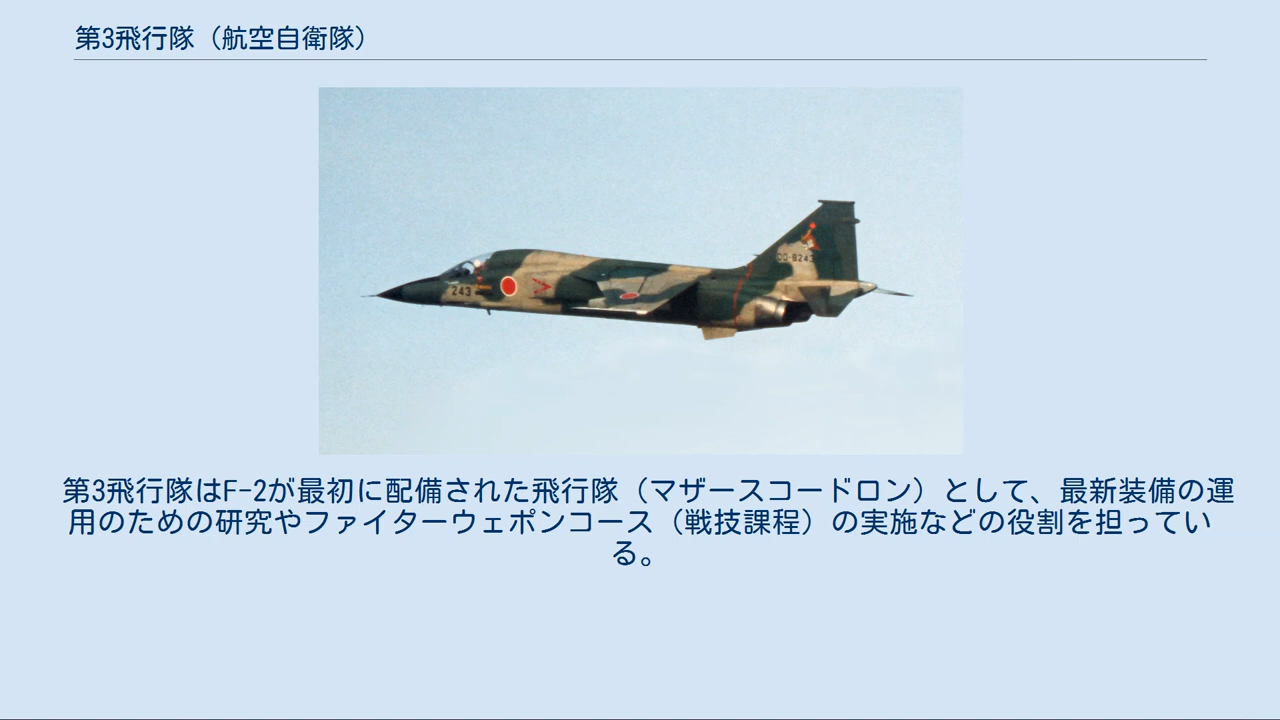 第3飛行隊（航空自衛隊）
243
第3飛行隊はF-2が最初に配備された飛行隊（マザースコードロン）として、最新装備の運
用のための研究やファイターウェポンコース（戦技課程）の実施などの役割を担ってい
る。